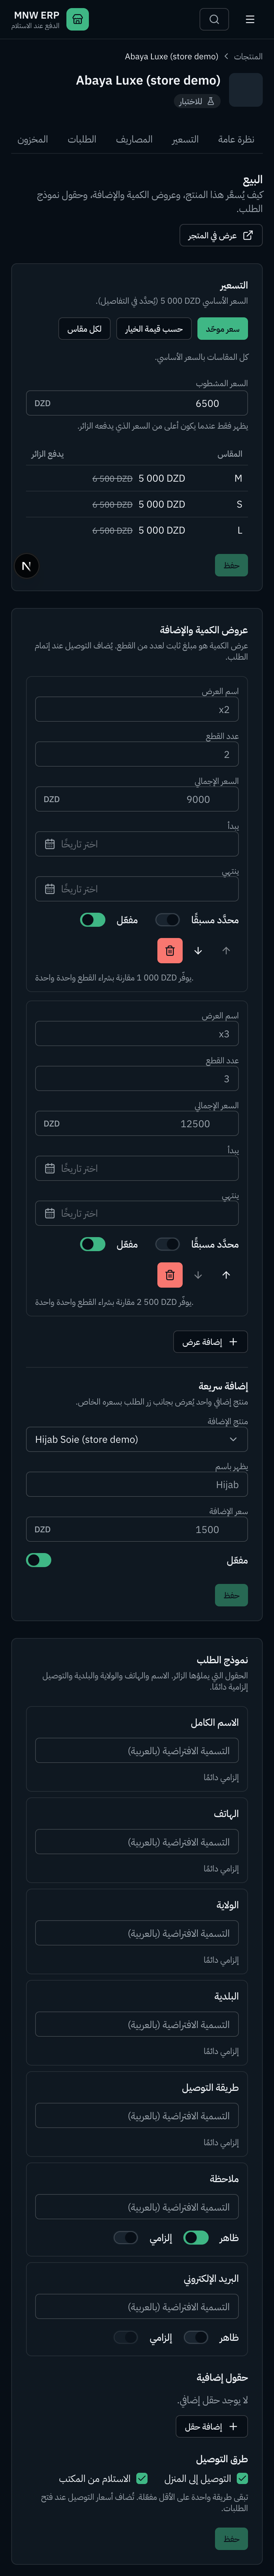 MNW ERP
الدفع عند الاستلام
المنتجات
Abaya Luxe (store demo)
Abaya Luxe (store demo)
للاختبار
نظرة عامة
التسعير
المصاريف
الطلبات
المخزون
البيع
كيف يُسعَّر هذا المنتج، وعروض الكمية والإضافة، وحقول نموذج
الطلب.
عرض في المتجر
التسعير
السعر الأساسي 5 000 DZD (يُحدَّد في التفاصيل).
سعر موحّد
حسب قيمة الخيار
لكل مقاس
كل المقاسات بالسعر الأساسي.
السعر المشطوب
6500
DZD
يظهر فقط عندما يكون أعلى من السعر الذي يدفعه الزائر.
المقاس
يدفع الزائر
M
5 000 DZD
6 500 DZD
S
5 000 DZD
6 500 DZD
L
5 000 DZD
6 500 DZD
حفظ
N
عروض الكمية والإضافة
عرض الكمية هو مبلغ ثابت لعدد من القطع. يُضاف التوصيل عند إتمام
الطلب.
اسم العرض
x2
عدد القطع
2
السعر الإجمالي
9000
DZD
يبدأ
اختر تاريخًا
ينتهي
اختر تاريخًا
محدَّد مسبقًا
مفعّل
يوفّر 1 000 DZD مقارنة بشراء القطع واحدة واحدة.
اسم العرض
x3
عدد القطع
3
السعر الإجمالي
12500
DZD
يبدأ
اختر تاريخًا
ينتهي
اختر تاريخًا
محدَّد مسبقًا
مفعّل
يوفّر 2 500 DZD مقارنة بشراء القطع واحدة واحدة.
إضافة عرض
إضافة سريعة
منتج إضافي واحد يُعرض بجانب زر الطلب بسعره الخاص.
منتج الإضافة
Hijab Soie (store demo)
يظهر باسم
Hijab
سعر الإضافة
1500
DZD
مفعّل
حفظ
نموذج الطلب
الحقول التي يملؤها الزائر. الاسم والهاتف والولاية والبلدية والتوصيل
إلزامية دائمًا.
الاسم الكامل
التسمية الافتراضية (بالعربية)
إلزامي دائمًا
الهاتف
التسمية الافتراضية (بالعربية)
إلزامي دائمًا
الولاية
التسمية الافتراضية (بالعربية)
إلزامي دائمًا
البلدية
التسمية الافتراضية (بالعربية)
إلزامي دائمًا
طريقة التوصيل
التسمية الافتراضية (بالعربية)
إلزامي دائمًا
ملاحظة
التسمية الافتراضية (بالعربية)
ظاهر
إلزامي
البريد الإلكتروني
التسمية الافتراضية (بالعربية)
ظاهر
إلزامي
حقول إضافية
لا يوجد حقل إضافي.
إضافة حقل
طرق التوصيل
التوصيل إلى المنزل
الاستلام من المكتب
تبقى طريقة واحدة على الأقل مفعّلة. تُضاف أسعار التوصيل عند فتح
الطلبات.
حفظ